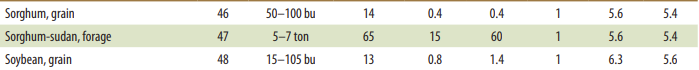 Sorghum, grain 46 50–100 bu 14 0.4 0.4 1 5.6 5.4
Sorghum-sudan, forage 47 5–7 ton 65 15 60 1 5.6 5.4
Soybean, grain 48 15–105 bu 13 0.8 1.4 1 6.3 5.6